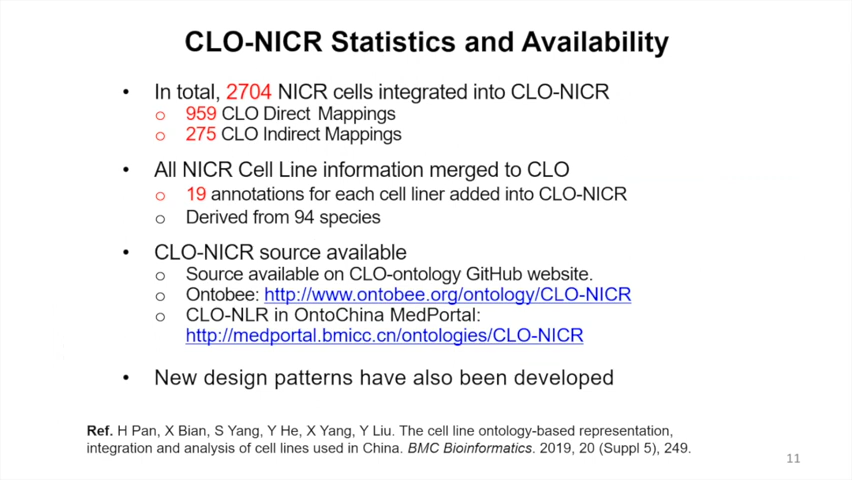 CLO-NICR Statistics and Availability
• In total, 2704 NICR cells integrated into CLO-NICR
o 959 CLO Direct Mappings
o 275 CLO Indirect Mappings
• All NICR Cell Line information merged to CLO
o 19 annotations for each cell liner added into CLO-NICR
o Derived from 94 species
• CLO-NICR source available
o Source available on CLO-ontology GitHub website.
o Ontobee: http://www.ontobee.org/ontology/CLO-NICR
o CLO-NLR in OntoChina MedPortal:
http://medportal.bmicc.cn/ontologies/CLO-NICR
• New design patterns have also been developed
Ref. H Pan, X Bian, S Yang, Y He, X Yang, Y Liu. The cell line ontology-based representation,
integration and analysis of cell lines used in China. BMC Bioinformatics. 2019, 20 (Suppl 5), 249.
11